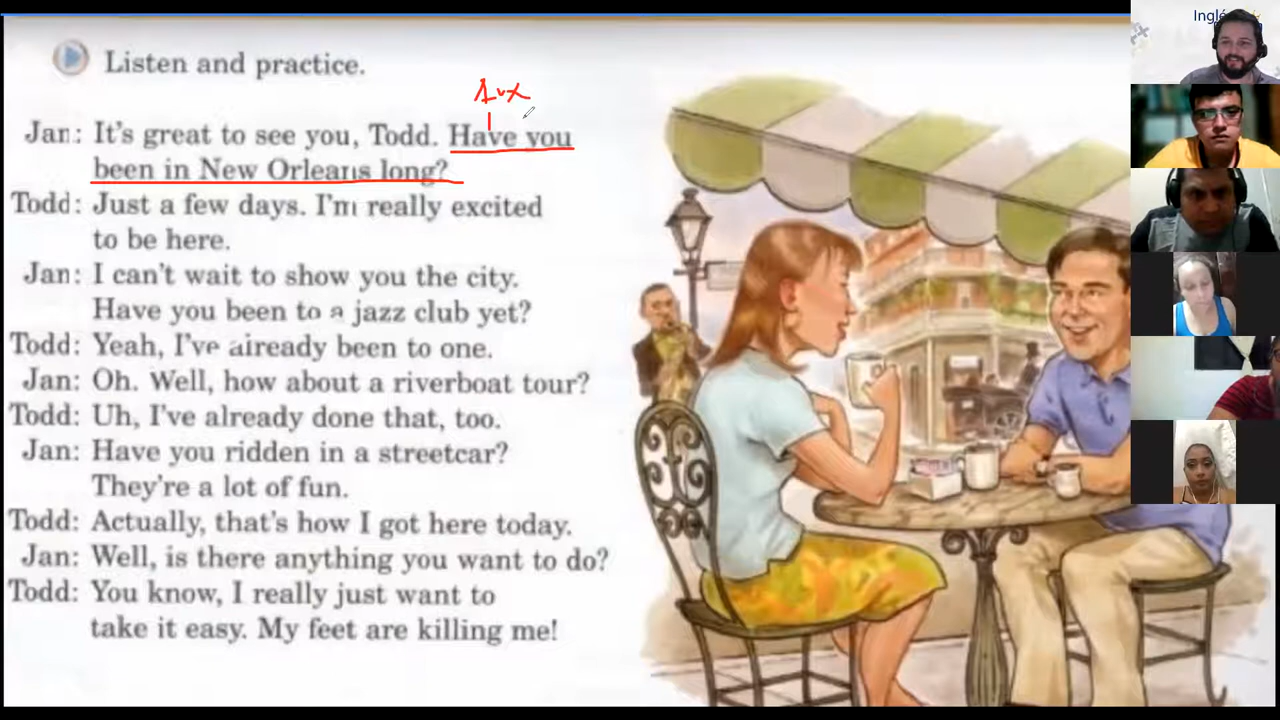 Inglés
Listen and practice.
Aux
Jan: It's great to see you, Todd. Have you
been in New Orleans long?
Todd: Just a few days. I'm really excited
to be here.
Jan: I can't wait to show you the city.
Have you been to a jazz club yet?
Todd: Yeah, I've already been to one.
Jan: Oh. Well, how about a riverboat tour?
Todd: Uh, I've already done that, too.
Jan: Have you ridden in a streetcar?
They're a lot of fun.
Todd: Actually, that's how I got here today.
Jan: Well, is there anything you want to do?
Todd: You know, I really just want to
take it easy. My feet are killing me!